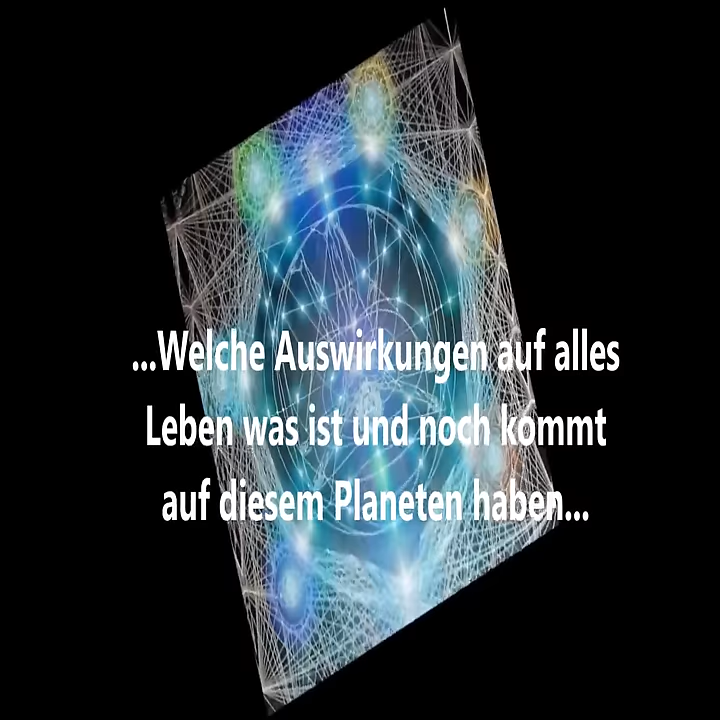 ...Welche Auswirkungen auf alles
Leben was ist und noch kommt
auf diesem Planeten haben...